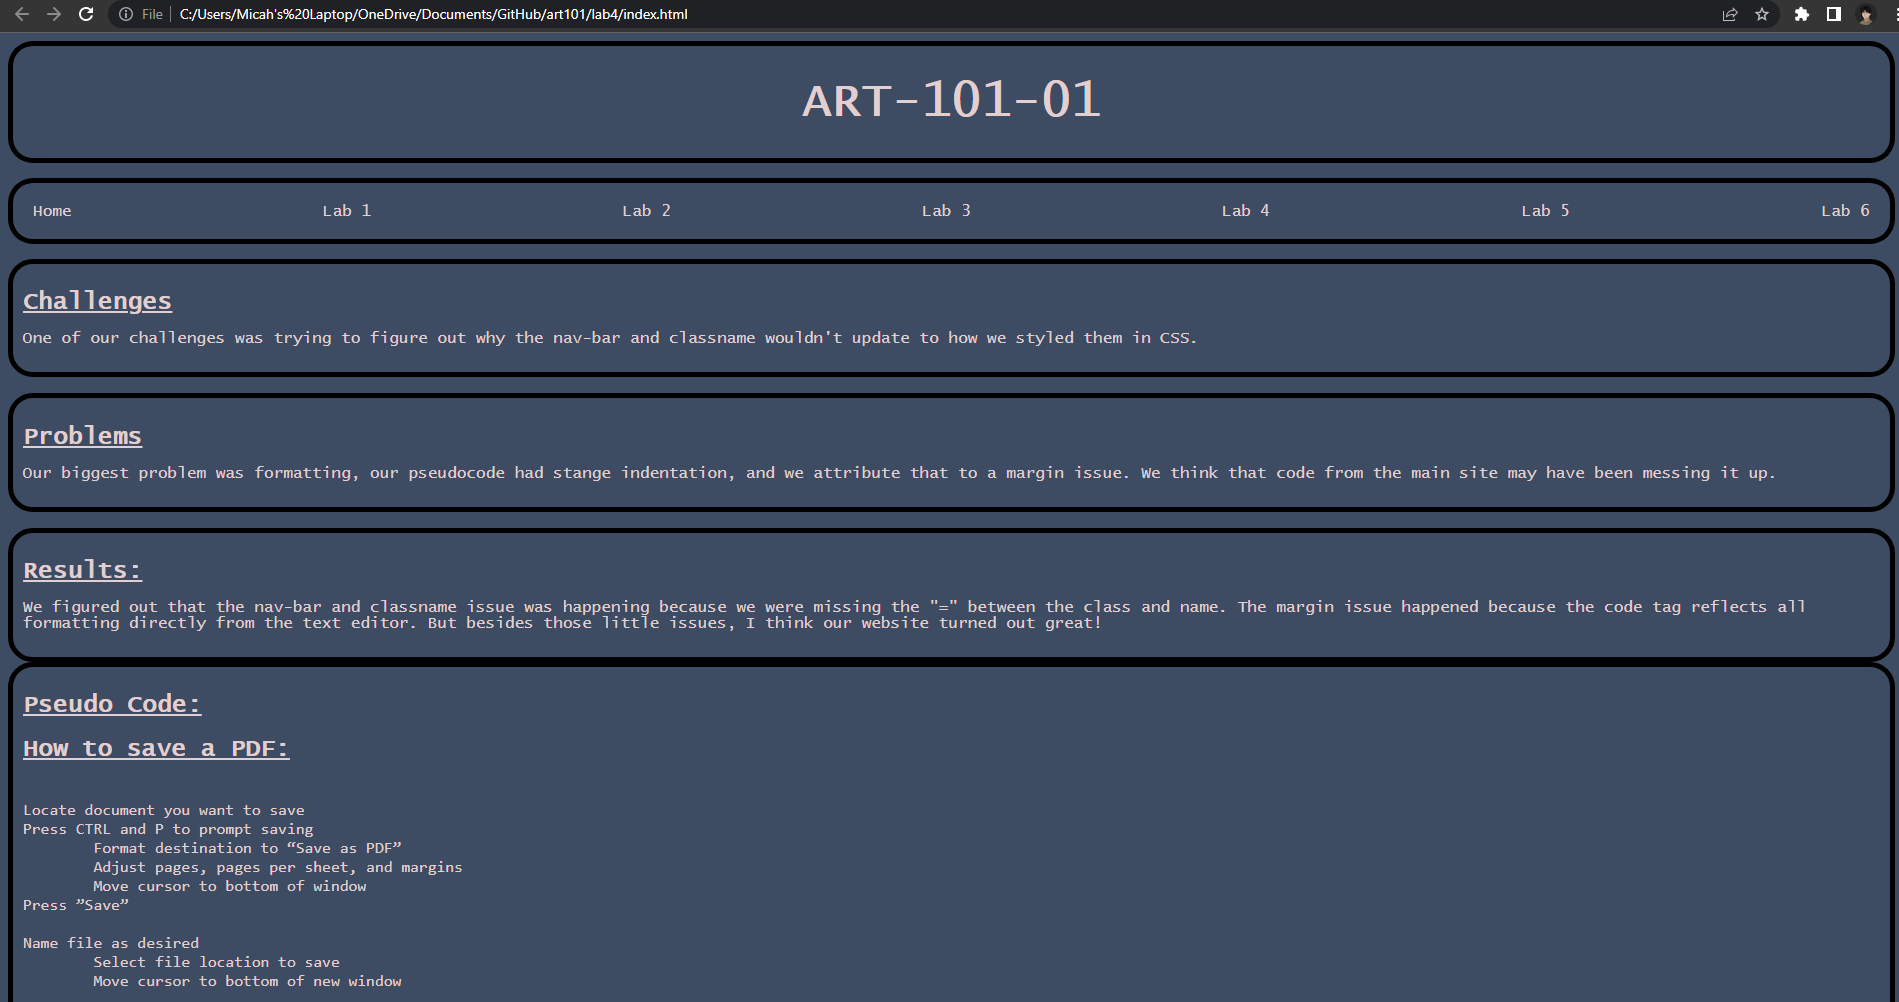 File C:/Users/Micah's%20Laptop/OneDrive/Documents/GitHub/art101/lab4/index.html
ART-101-01
Home Lab 1 Lab 2 Lab 3 Lab 4 Lab 5 Lab 6
Challenges
One of our challenges was trying to figure out why the nav-bar and classname wouldn't update to how we styled them in CSS.
Problems
Our biggest problem was formatting, our pseudocode had stange indentation, and we attribute that to a margin issue. We think that code from the main site may have been messing it up.
Results:
We figured out that the nav-bar and classname issue was happening because we were missing the "=" between the class and name. The margin issue happened because the code tag reflects all
formatting directly from the text editor. But besides those little issues, I think our website turned out great!
Pseudo Code:
How to save a PDF:
Locate document you want to save
Press CTRL and P to prompt saving
Format destination to “Save as PDF”
Adjust pages, pages per sheet, and margins
Move cursor to bottom of window
Press ”Save”
Name file as desired
Select file location to save
Move cursor to bottom of new window